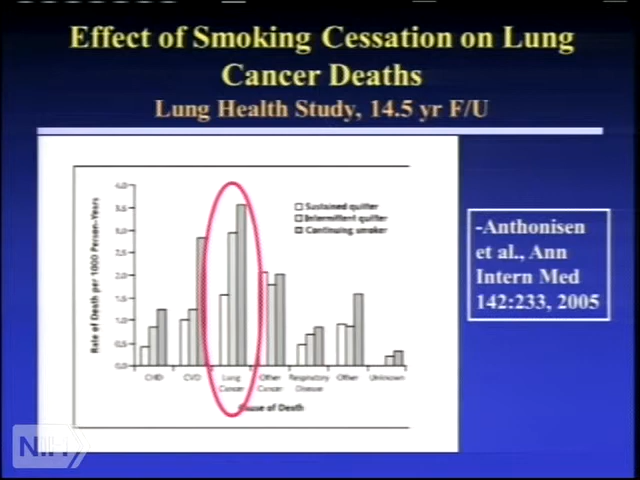 Effect of Smoking Cessation on Lung
Cancer Deaths
Lung Health Study, 14.5 yr F/U
4.0
3.5
3.0
2.5
2.0
1.5
1.0
0.5
0.0
Rate of Death per 1000 Person-Years
Sustained quitter
Intermittent quitter
Continuing smoker
CHD
CVD
Lung
Cancer
Other
Cancer
Respiratory
Disease
Other
Unknown
Cause of Death
-Anthonisen
et al., Ann
Intern Med
142:233, 2005
NIH